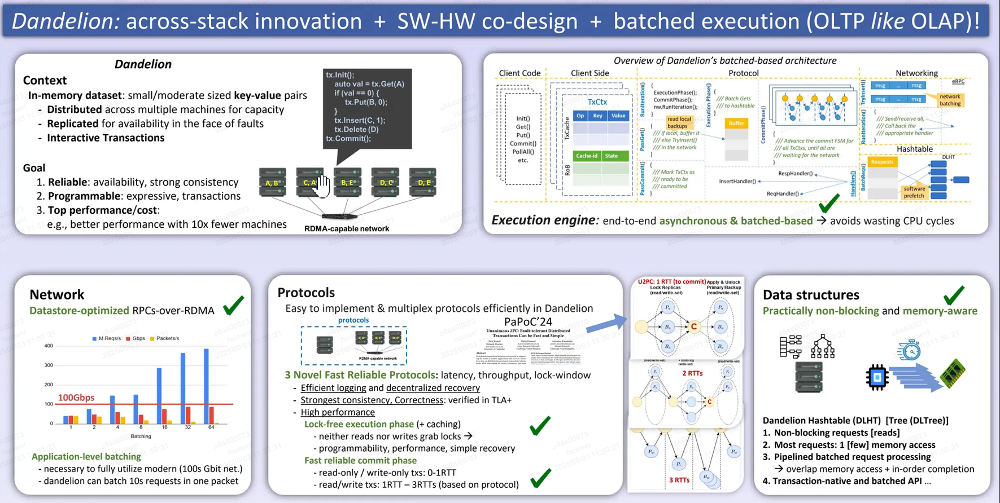 Dandelion: across-stack innovation + SW-HW co-design + batched execution (OLTP like OLAP)!
Dandelion
Context
In-memory dataset: small/moderate sized key-value pairs
- Distributed across multiple machines for capacity
- Replicated for availability in the face of faults
- Interactive Transactions
Goal
1. Reliable: availability, strong consistency
2. Programmable: expressive, transactions
3. Top performance/cost:
e.g., better performance with 10x fewer machines
tx.Init();
auto val = tx.Get(A)
if (val == 0) {
tx.Put(B, 0);
}
tx.Insert(C, 1);
tx.Delete (D)
tx.Commit();
A, B
C, A
B, E
D, C
D, E
RDMA-capable network
Overview of Dandelion's batched-based architecture
Client Code
Client Side
Protocol
Networking
Init()
Get()
Put()
Commit()
PollAll()
etc.
TxCtx
TxCache
Op Key Value
RoB
Cache-id State
RunIteration()
{
ExecutionPhase();
CommitPhase();
nw.RunIteration();
}
read local
backups
PassGet()
{
/// if local, buffer it
/// else TryInsert()
/// in the network
}
PassCommit()
{
/// Mark TxCtx as
/// ready to be
/// committed
}
Execution Phase()
{
/// Batch Gets
/// to hashtable
}
Buffer
CommitPhase()
{
/// Advance the commit FSM for
/// all TxCtxs, until all are
/// waiting for the network
}
RespHandler()
InsertHandler()
ReqHandler()
Handlers()
eRPC
TryInsert()
msg ... msg
msg ... msg
network
batching
RunIteration()
{
/// Send/receive all,
/// Call back the
/// appropriate handler
}
Hashtable
DLHT
BatchReqs()
Requests
software
prefetch
Execution engine: end-to-end asynchronous & batched-based → avoids wasting CPU cycles
Network
Datastore-optimized RPCs-over-RDMA
M.Reqs/s Gbps Packets/s
400
300
200
100
0
100Gbps
1 2 4 8 16 32 64
Batching
Application-level batching
- necessary to fully utilize modern (100s Gbit net.)
- dandelion can batch 10s requests in one packet
Protocols
Easy to implement & multiplex protocols efficiently in Dandelion
protocols
C, A
B, E
D, C
RDMA-capable network
PaPoC'24
Unanimous 2PC: Fault-tolerant Distributed
Transactions Can be Fast and Simple
3 Novel Fast Reliable Protocols: latency, throughput, lock-window
- Efficient logging and decentralized recovery
- Strongest consistency, Correctness: verified in TLA+
- High performance
Lock-free execution phase (+ caching)
- neither reads nor writes grab locks →
- programmability, performance, simple recovery
Fast reliable commit phase
- read-only / write-only txs: 0-1RTT
- read/write txs: 1RTT – 3RTTs (based on protocol)
U2PC: 1 RTT (to commit)
Lock Replicas
(read/write-set)
Apply & Unlock
Primary/Backup
(read/write-set)
C
2 RTTs
C
3 RTTs
Data structures
Practically non-blocking and memory-aware
Dandelion Hashtable (DLHT) [Tree (DLTree)]
1. Non-blocking requests [reads]
2. Most requests: 1 [few] memory access
3. Pipelined batched request processing
→ overlap memory access + in-order completion
4. Transaction-native and batched API ...